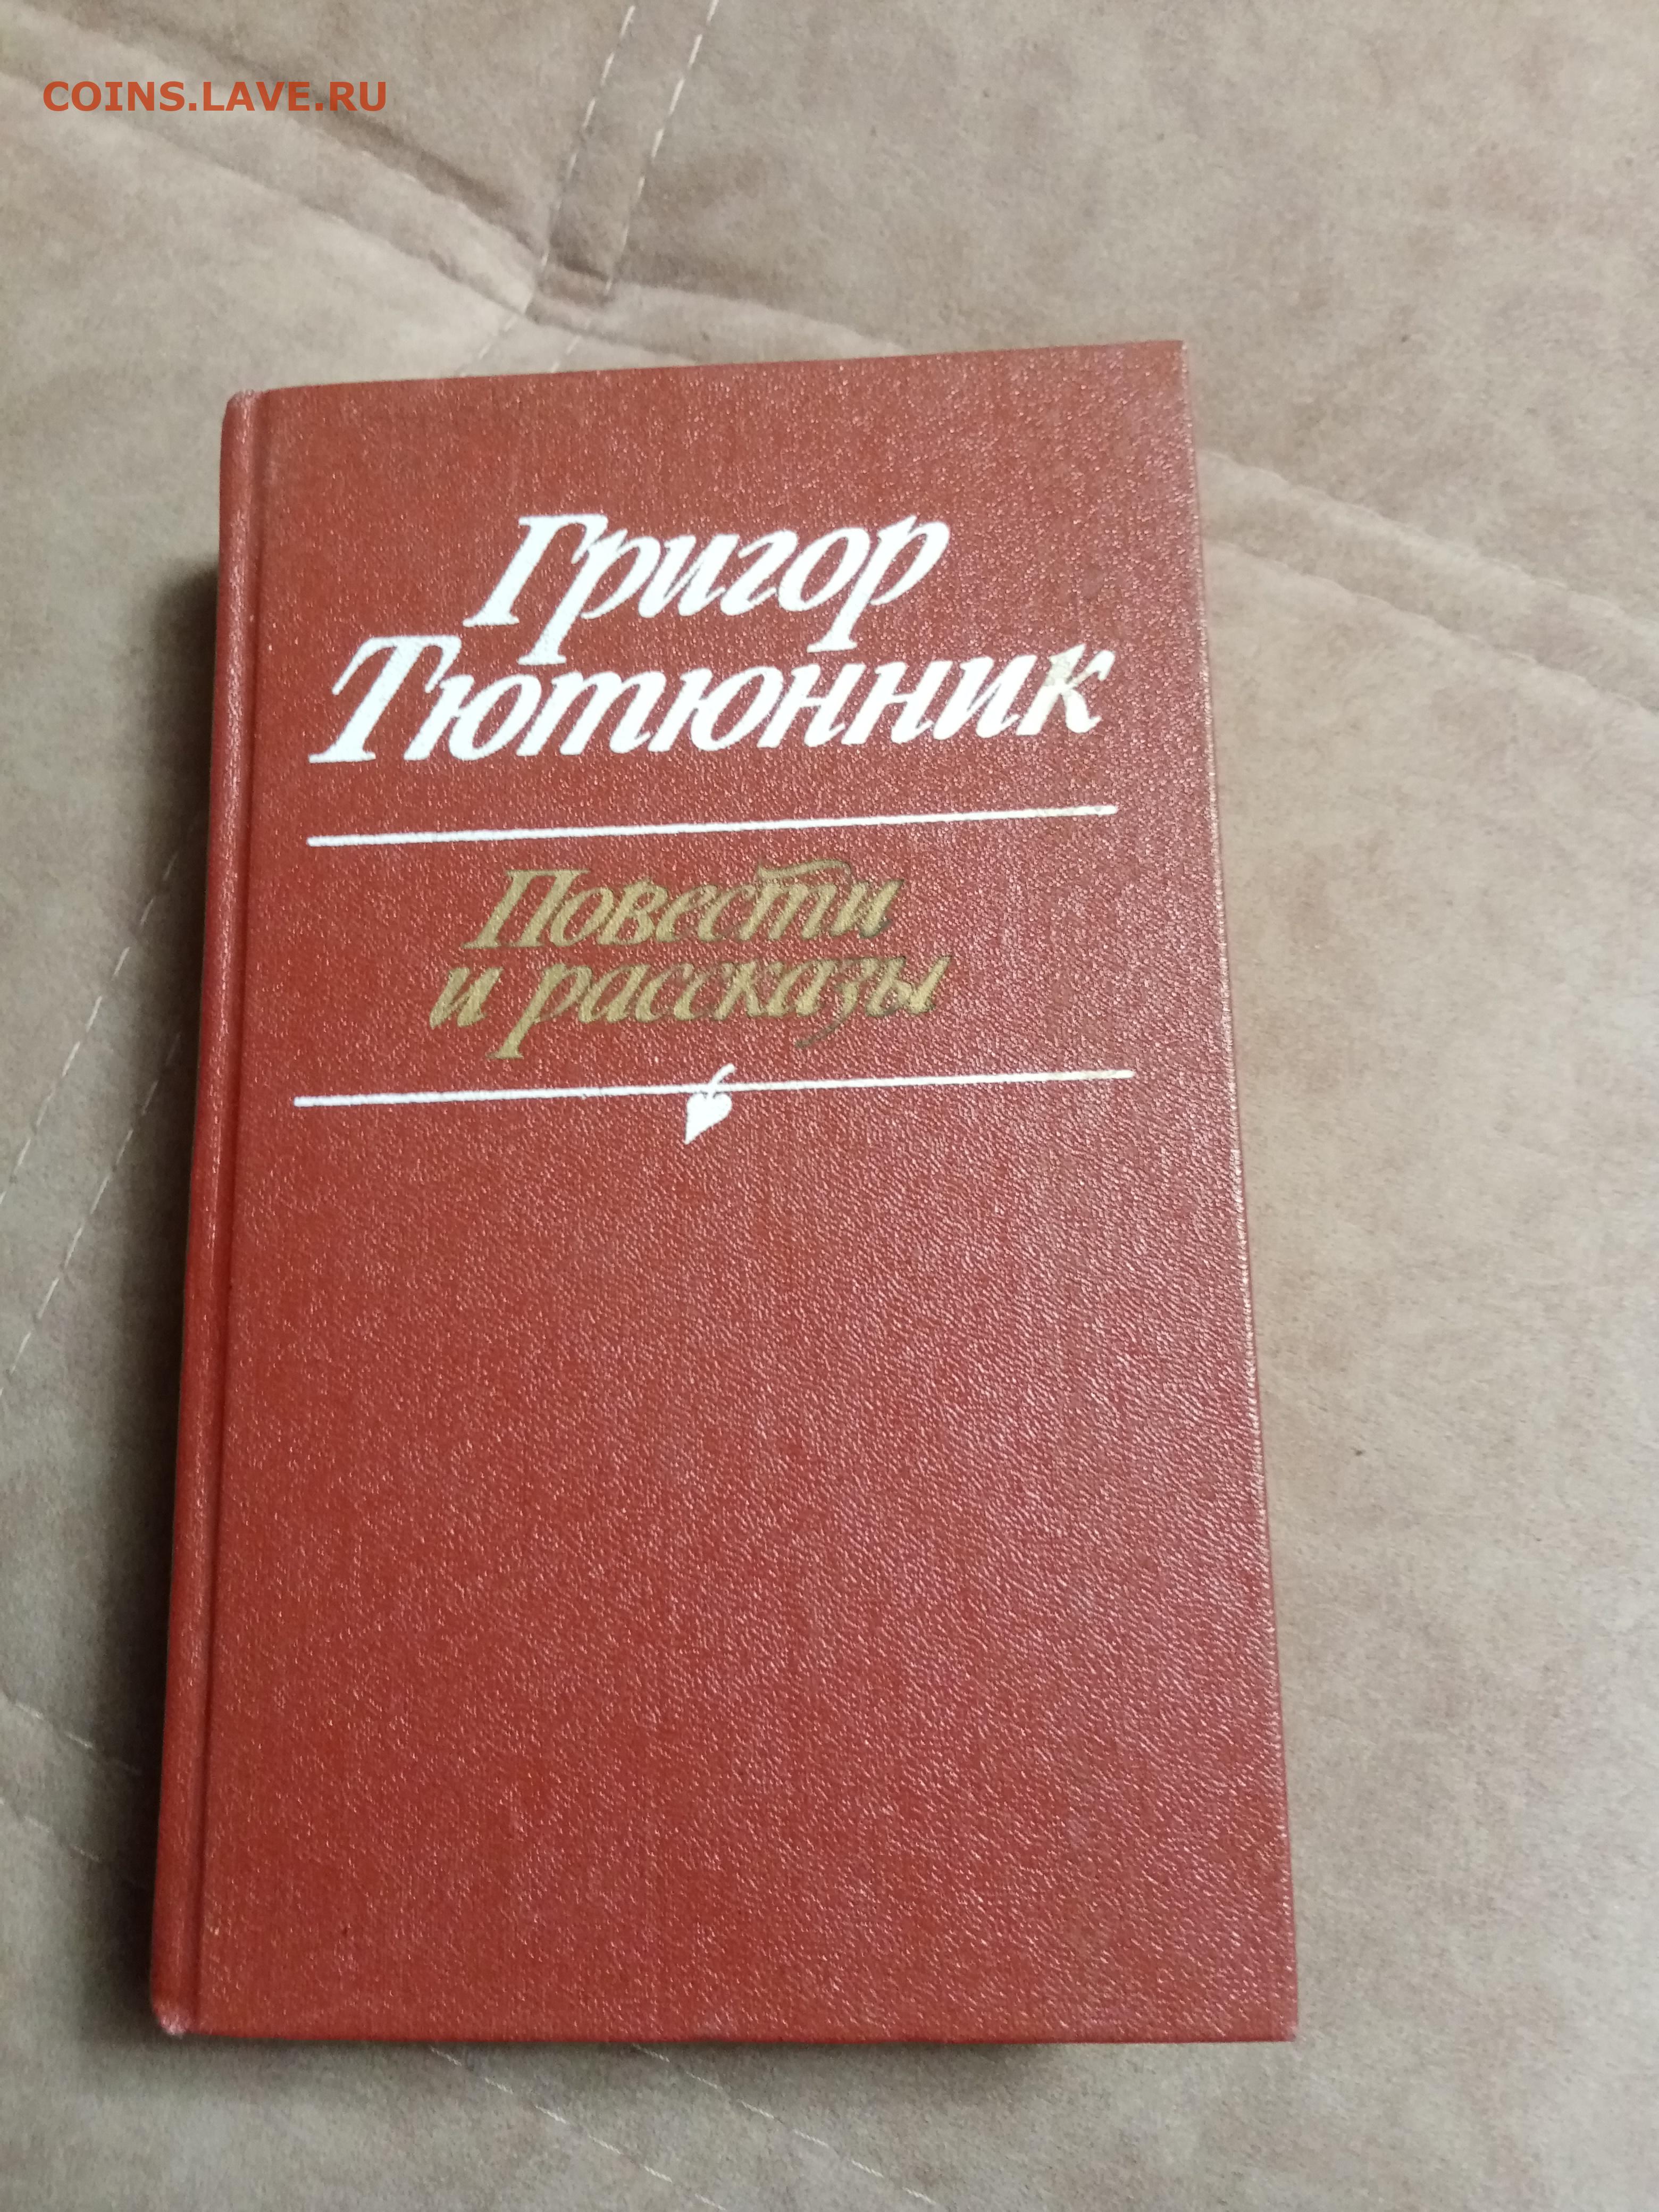 COINS.LAVE.RU
Григор
Тютюнник
Повести
и рассказы